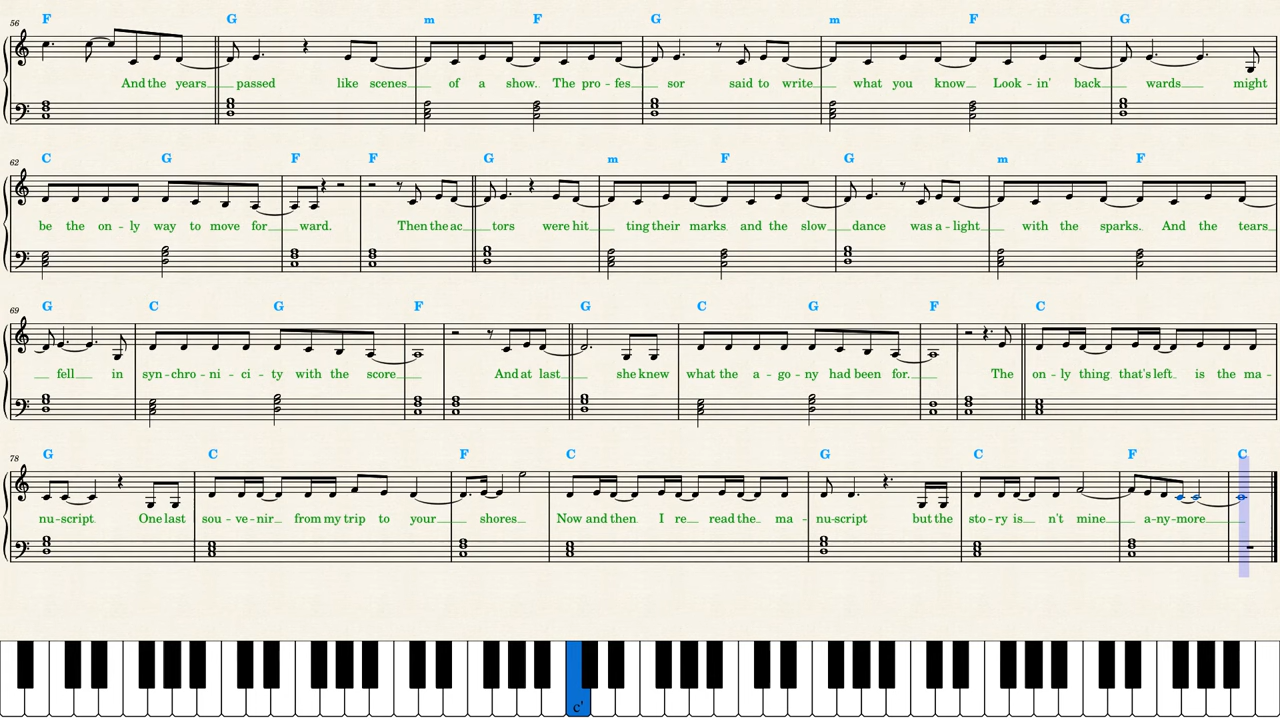 56 F G m F G m F G
And the years passed like scenes of a show. The pro-fes sor said to write what you know Look-in' back wards might
62 C G F F G m F G m F
be the on-ly way to move for ward. Then the ac tors were hit ting their marks and the slow dance was a-light with the sparks. And the tears
69 G C G F G C G F C
fell in syn-chro-ni-ci-ty with the score And at last she knew what the a-go-ny had been for. The on-ly thing that's left is the ma-
78 G C F C G C F C
nu-script One last sou-ve-nir from my trip to your shores Now and then I re read the ma-nu-script but the sto-ry is n't mine a-ny-more
c'